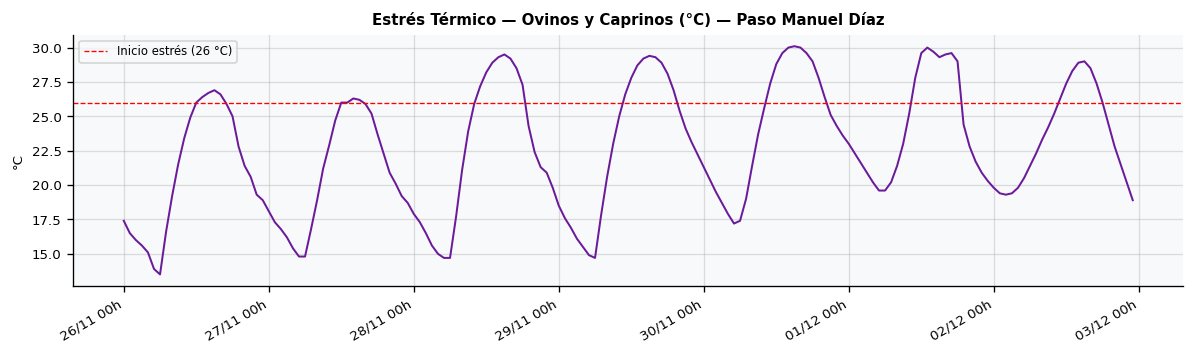 Estrés Térmico — Ovinos y Caprinos (°C) — Paso Manuel Díaz
Inicio estrés (26 °C)
°C
30.0
27.5
25.0
22.5
20.0
17.5
15.0
26/11 00h
27/11 00h
28/11 00h
29/11 00h
30/11 00h
01/12 00h
02/12 00h
03/12 00h